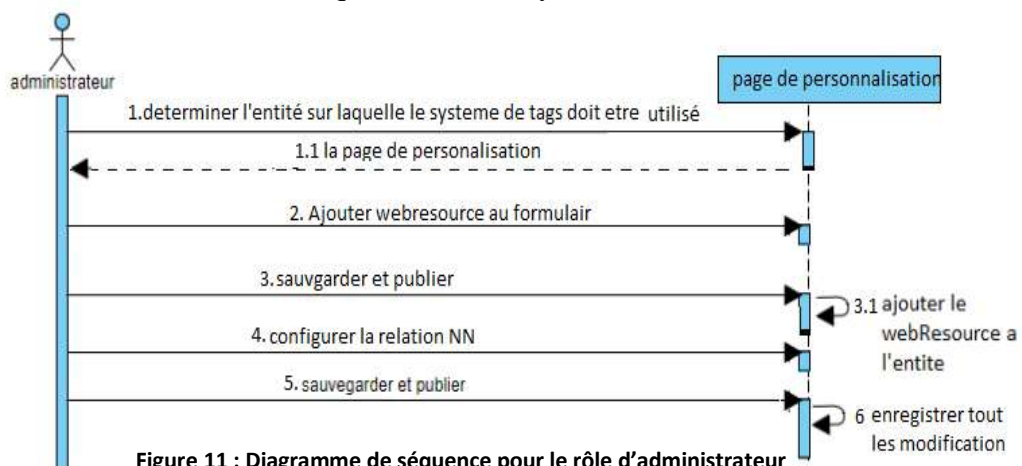 administrateur
page de personnalisation
1.determiner l'entité sur laquelle le systeme de tags doit etre utilisé
1.1 la page de personalisation
2. Ajouter webresource au formulair
3.sauvgarder et publier
3.1 ajouter le
webResource a
l'entite
4. configurer la relation NN
5. sauvegarder et publier
6 enregistrer tout
les modification
Figure 11 : Diagramme de séquence pour le rôle d'administrateur